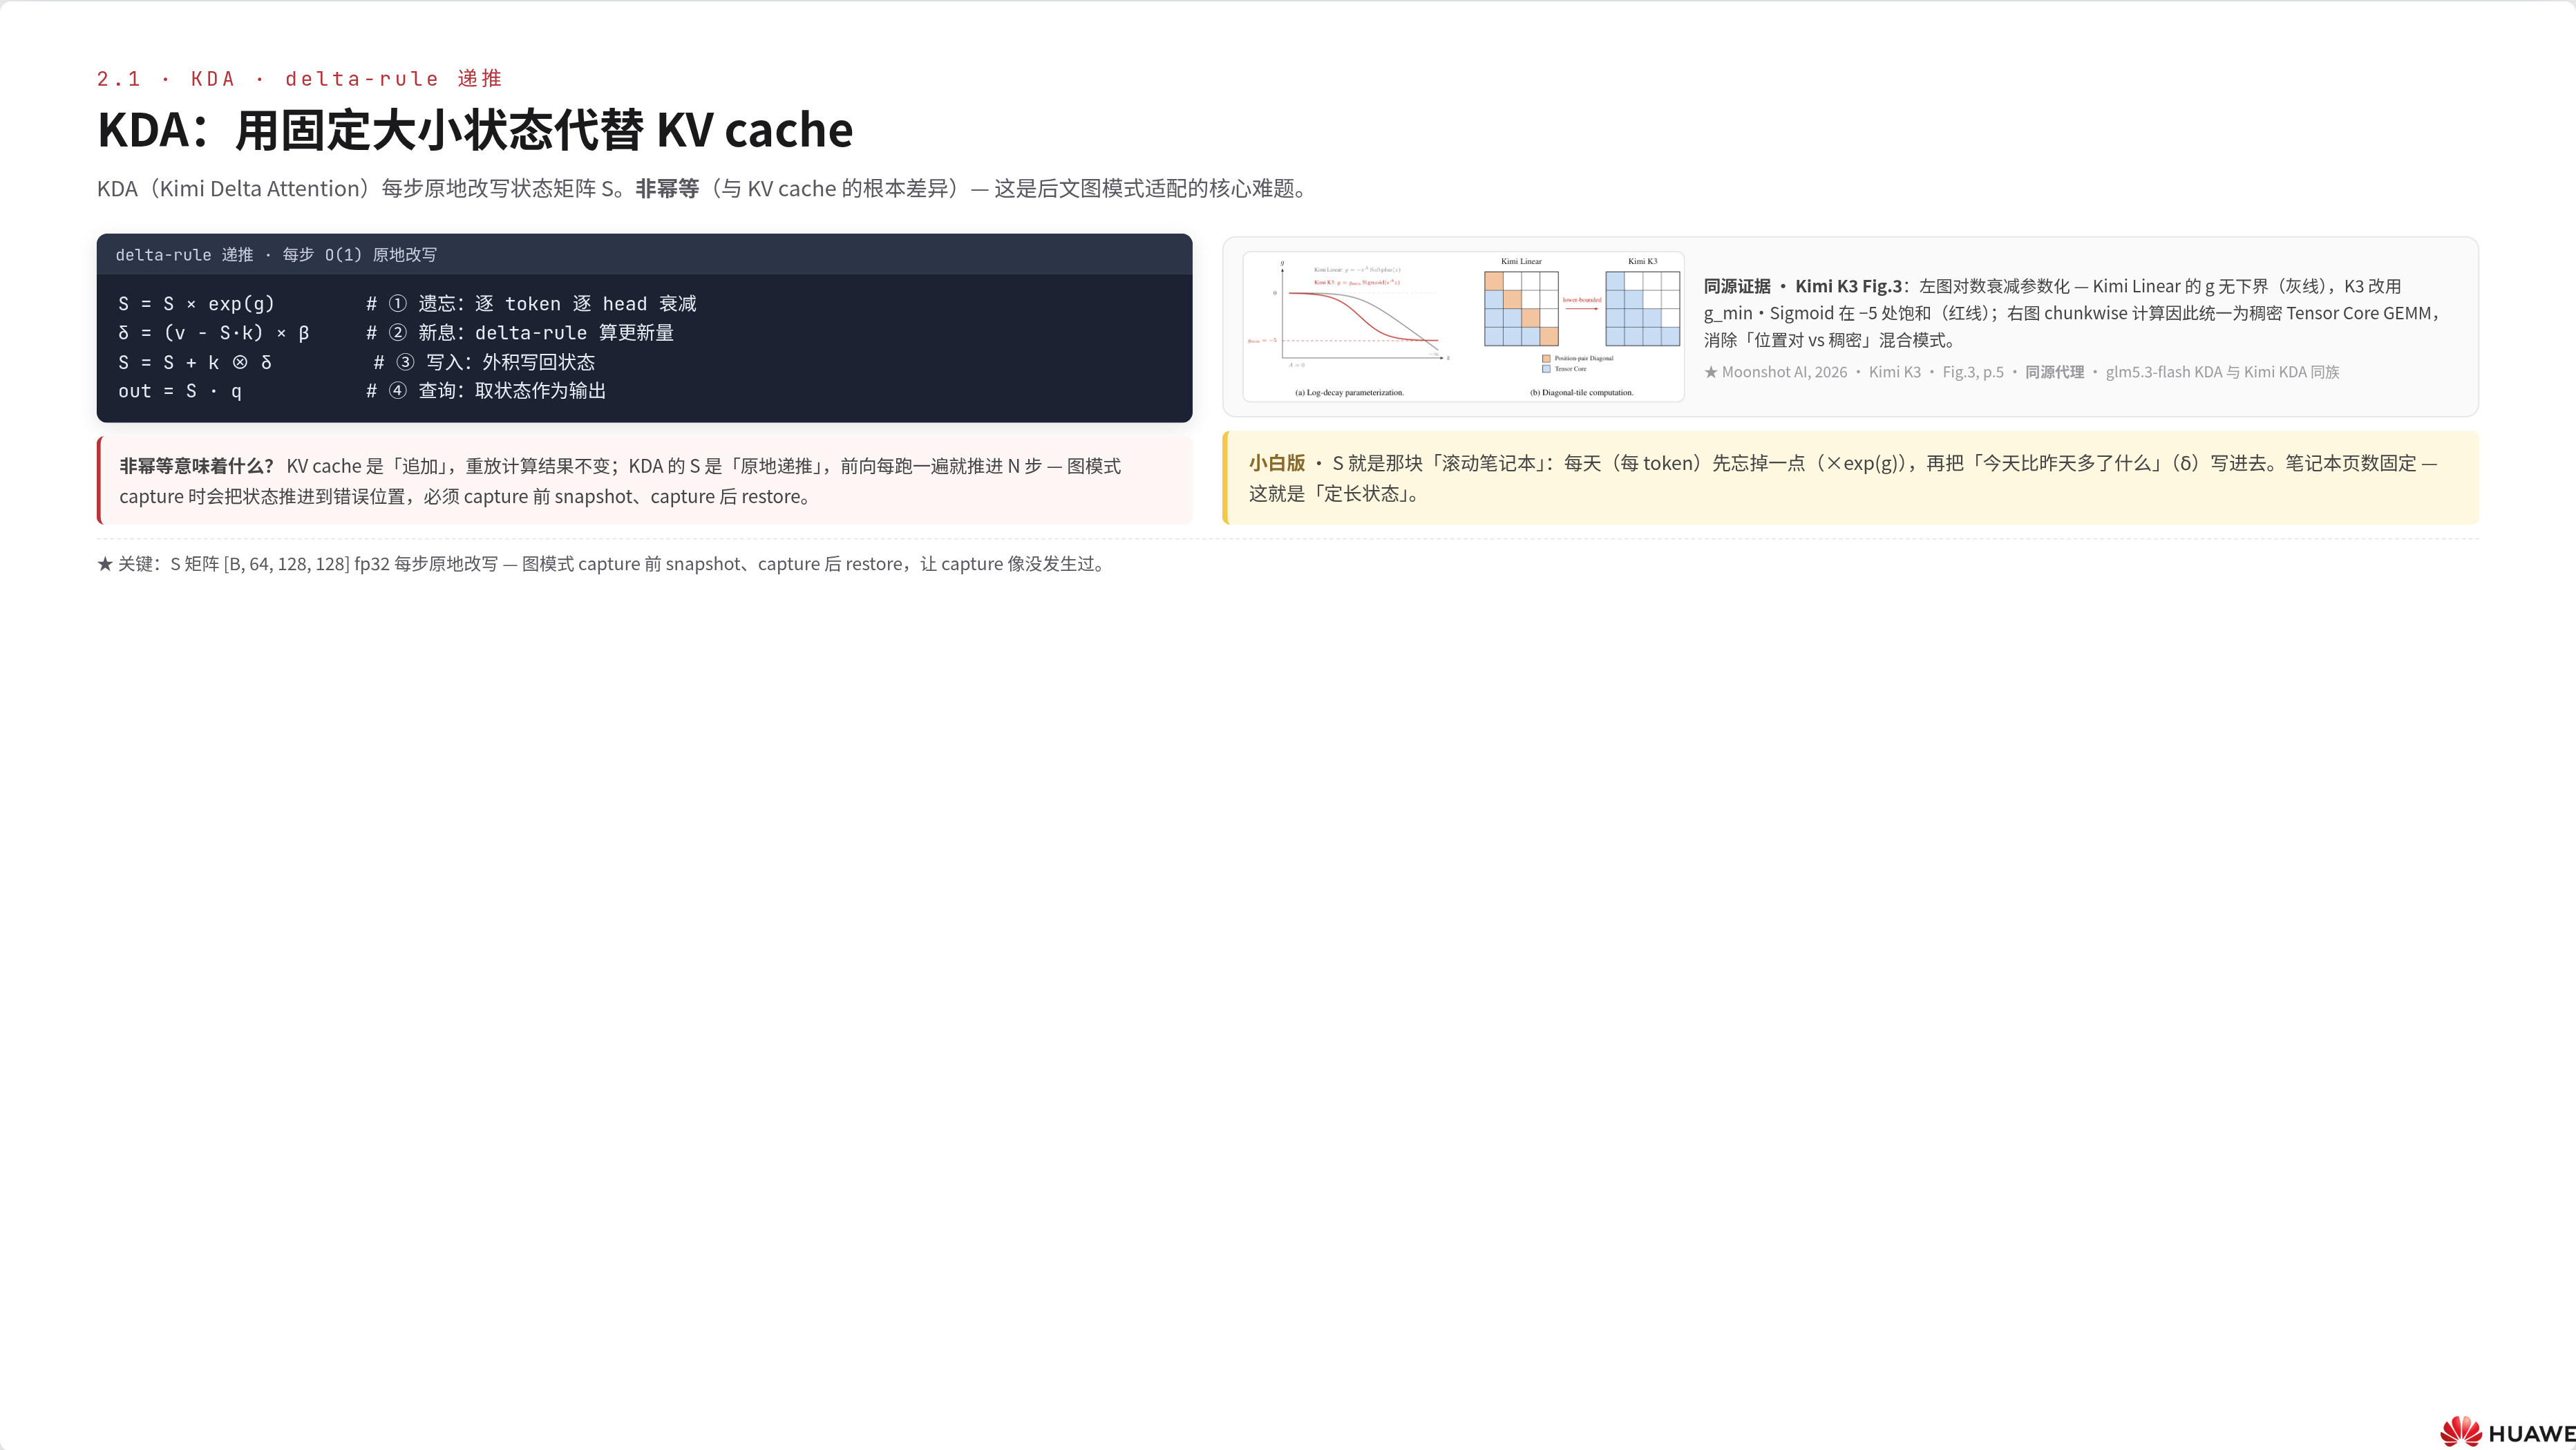 2.1 · KDA · delta-rule 递推
KDA：用固定大小状态代替 KV cache
KDA（Kimi Delta Attention）每步原地改写状态矩阵 S。非幂等（与 KV cache 的根本差异）— 这是后文图模式适配的核心难题。
delta-rule 递推 · 每步 O(1) 原地改写
S = S × exp(g) # ① 遗忘：逐 token 逐 head 衰减
δ = (v - S·k) × β # ② 新息：delta-rule 算更新量
S = S + k ⊗ δ # ③ 写入：外积写回状态
out = S · q # ④ 查询：取状态作为输出
非幂等意味着什么？ KV cache 是「追加」，重放计算结果不变；KDA 的 S 是「原地递推」，前向每跑一遍就推进 N 步 — 图模式
capture 时会把状态推进到错误位置，必须 capture 前 snapshot、capture 后 restore。
g
Kimi Linear
Kimi K3
0
lower-bounded
z
Position-pair Diagonal
Tensor Core
(a) Log-decay parameterization.
(b) Diagonal-tile computation.
同源证据 · Kimi K3 Fig.3：左图对数衰减参数化 — Kimi Linear 的 g 无下界（灰线），K3 改用
g_min·Sigmoid 在 −5 处饱和（红线）；右图 chunkwise 计算因此统一为稠密 Tensor Core GEMM，
消除「位置对 vs 稠密」混合模式。
★ Moonshot AI, 2026 · Kimi K3 · Fig.3, p.5 · 同源代理 · glm5.3-flash KDA 与 Kimi KDA 同族
小白版 · S 就是那块「滚动笔记本」：每天（每 token）先忘掉一点（×exp(g)），再把「今天比昨天多了什么」（δ）写进去。笔记本页数固定 —
这就是「定长状态」。
★ 关键：S 矩阵 [B, 64, 128, 128] fp32 每步原地改写 — 图模式 capture 前 snapshot、capture 后 restore，让 capture 像没发生过。
HUAWE